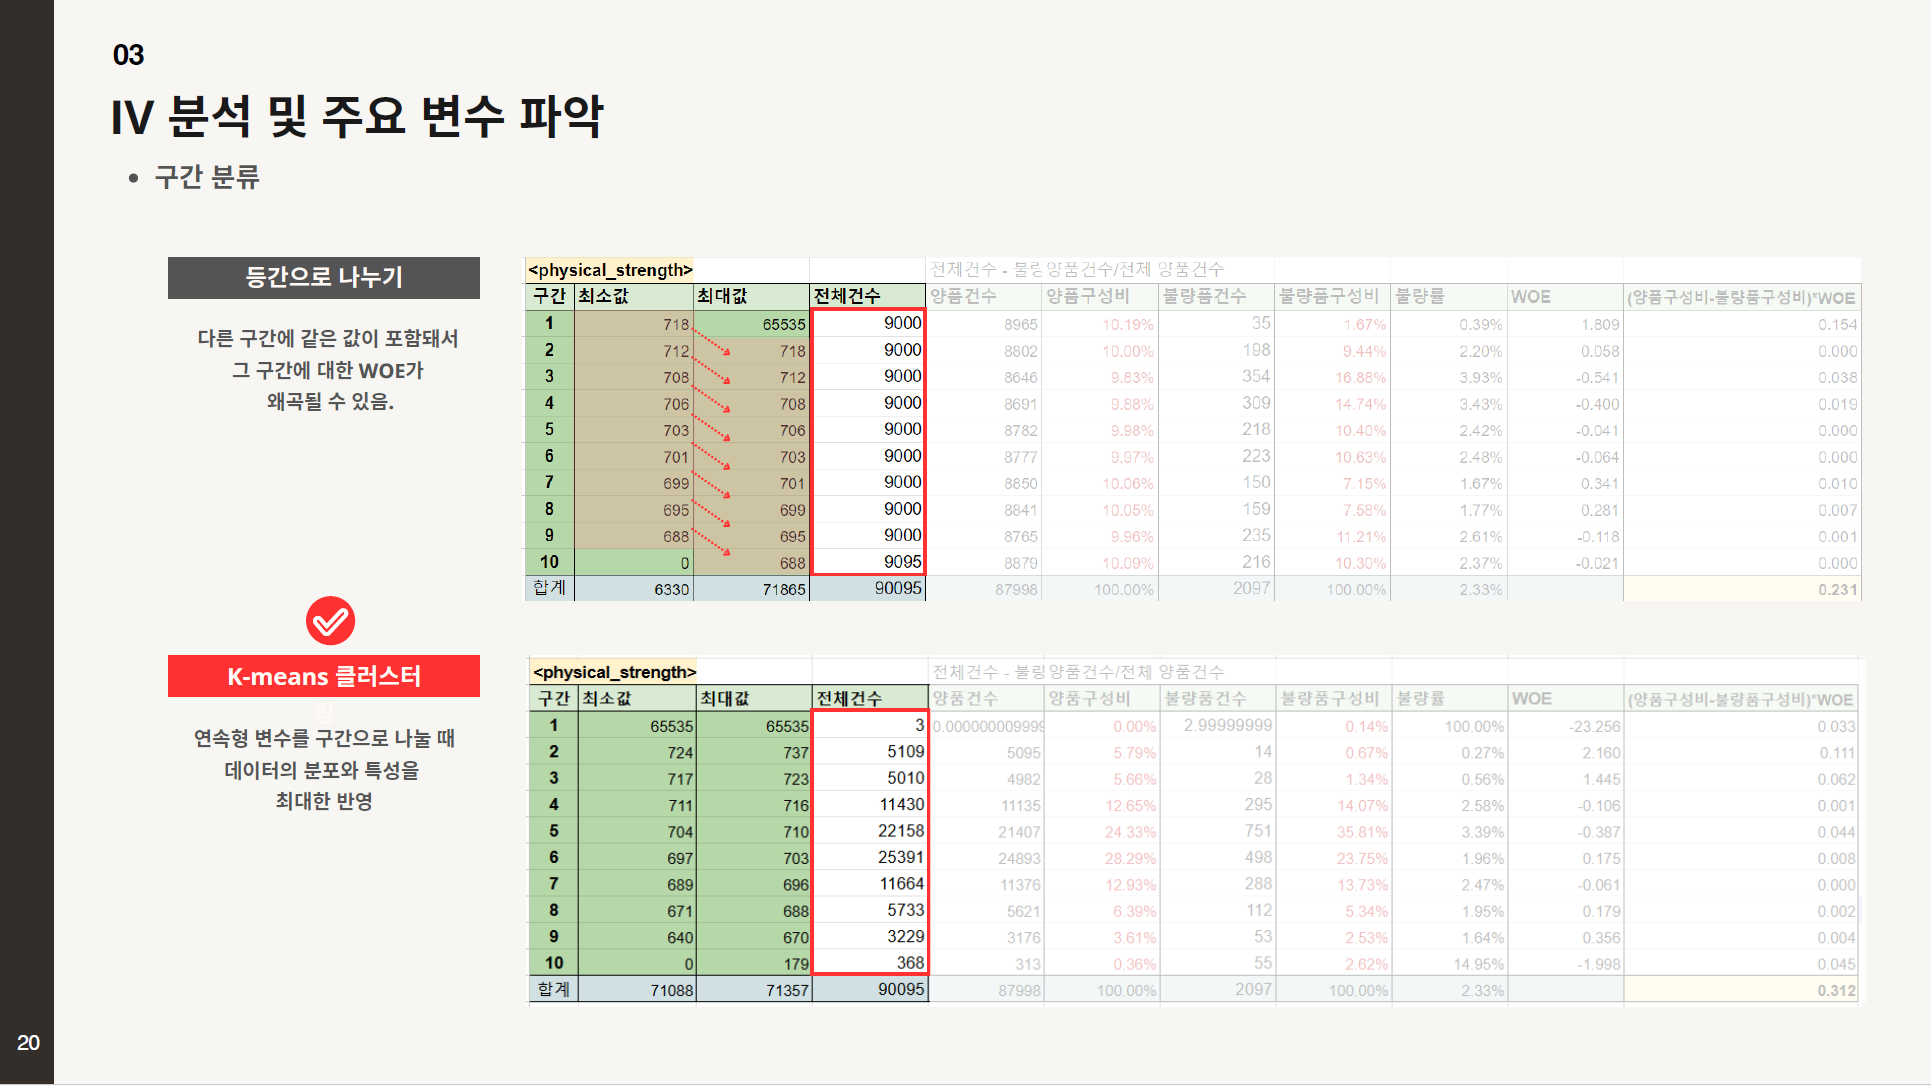 03
IV 분석 및 주요 변수 파악
• 구간 분류
등간으로 나누기
다른 구간에 같은 값이 포함돼서
그 구간에 대한 WOE가
왜곡될 수 있음.
<physical_strength> 전체건수 - 불량 양품건수/전체 양품건수
구간 최소값 최대값 전체건수 양품건수 양품구성비 불량품건수 불량품구성비 불량률 WOE (양품구성비-불량품구성비)*WOE
1 718 65535 9000 8965 10.19% 35 1.67% 0.39% 1.809 0.154
2 712 718 9000 8802 10.00% 198 9.44% 2.20% 0.058 0.000
3 708 712 9000 8646 9.83% 354 16.88% 3.93% -0.541 0.038
4 706 708 9000 8691 9.88% 309 14.74% 3.43% -0.400 0.019
5 703 706 9000 8782 9.98% 218 10.40% 2.42% -0.041 0.000
6 701 703 9000 8777 9.97% 223 10.63% 2.48% -0.064 0.000
7 699 701 9000 8850 10.06% 150 7.15% 1.67% 0.341 0.010
8 695 699 9000 8841 10.05% 159 7.58% 1.77% 0.281 0.007
9 688 695 9000 8765 9.96% 235 11.21% 2.61% -0.118 0.001
10 0 688 9095 8879 10.09% 216 10.30% 2.37% -0.021 0.000
합계 6330 71865 90095 87998 100.00% 2097 100.00% 2.33% 0.231
K-means 클러스터
링
연속형 변수를 구간으로 나눌 때
데이터의 분포와 특성을
최대한 반영
<physical_strength> 전체건수 - 불량 양품건수/전체 양품건수
구간 최소값 최대값 전체건수 양품건수 양품구성비 불량품건수 불량품구성비 불량률 WOE (양품구성비-불량품구성비)*WOE
1 65535 65535 3 0.000000009999 0.00% 2.99999999 0.14% 100.00% -23.256 0.033
2 724 737 5109 5095 5.79% 14 0.67% 0.27% 2.160 0.111
3 717 723 5010 4982 5.66% 28 1.34% 0.56% 1.445 0.062
4 711 716 11430 11135 12.65% 295 14.07% 2.58% -0.106 0.001
5 704 710 22158 21407 24.33% 751 35.81% 3.39% -0.387 0.044
6 697 703 25391 24893 28.29% 498 23.75% 1.96% 0.175 0.008
7 689 696 11664 11376 12.93% 288 13.73% 2.47% -0.061 0.000
8 671 688 5733 5621 6.39% 112 5.34% 1.95% 0.179 0.002
9 640 670 3229 3176 3.61% 53 2.53% 1.64% 0.356 0.004
10 0 179 368 313 0.36% 55 2.62% 14.95% -1.998 0.045
합계 71088 71357 90095 87998 100.00% 2097 100.00% 2.33% 0.312
20